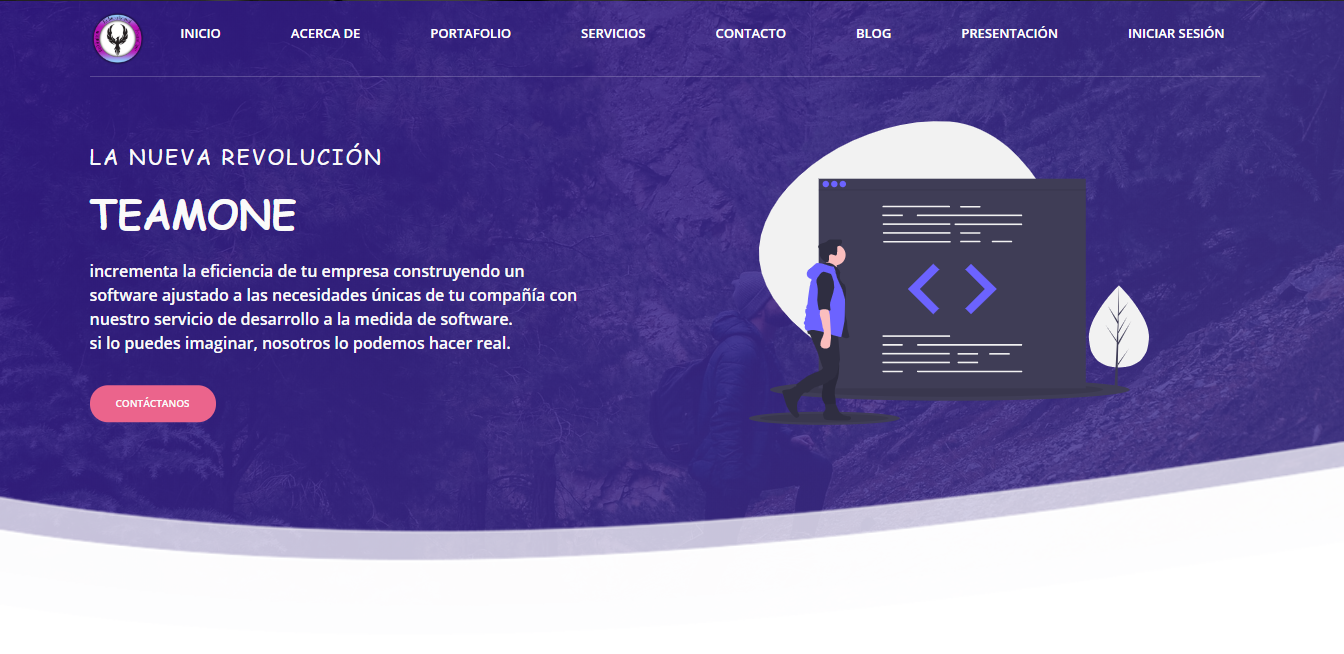 INICIO
ACERCA DE
PORTAFOLIO
SERVICIOS
CONTACTO
BLOG
PRESENTACIÓN
INICIAR SESIÓN
LA NUEVA REVOLUCIÓN
TEAMONE
incrementa la eficiencia de tu empresa construyendo un
software ajustado a las necesidades únicas de tu compañía con
nuestro servicio de desarrollo a la medida de software.
si lo puedes imaginar, nosotros lo podemos hacer real.
CONTÁCTANOS